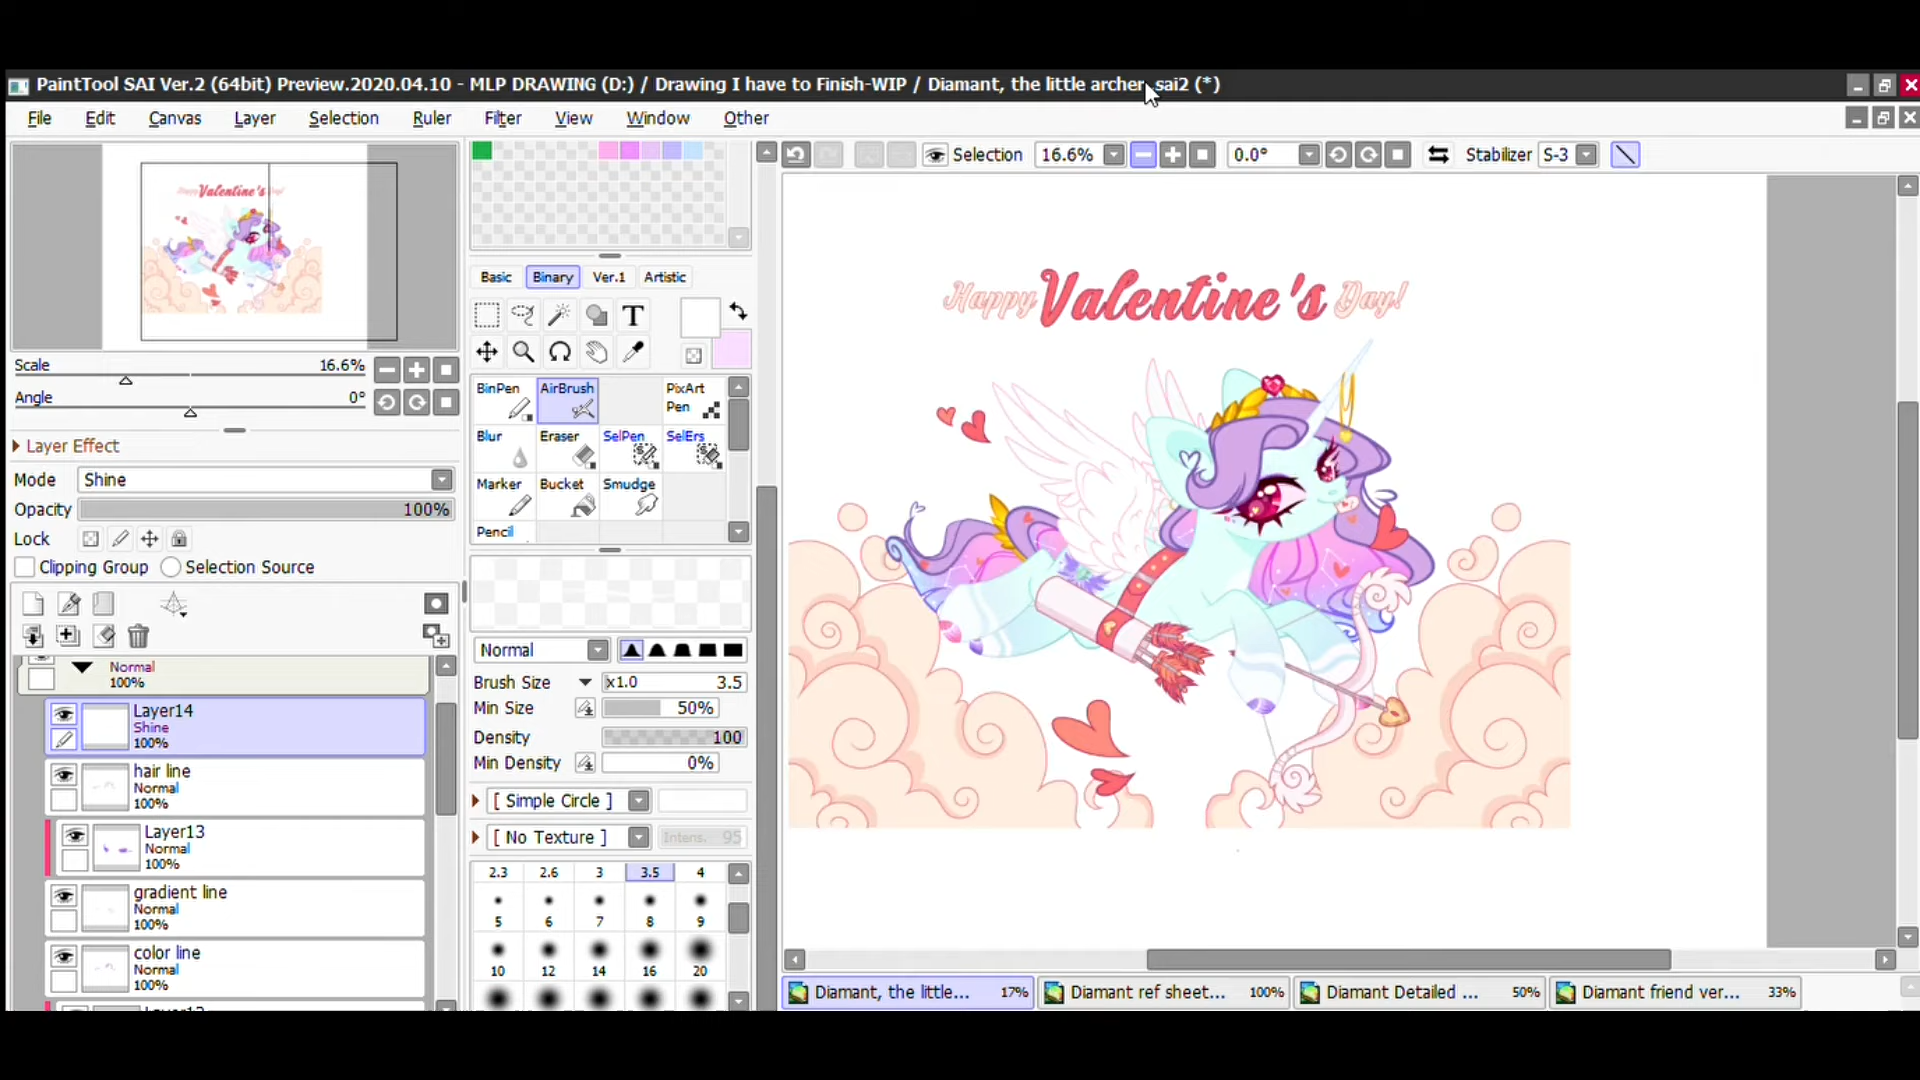 PaintTool SAI Ver.2 (64bit) Preview.2020.04.10 - MLP DRAWING (D:) / Drawing I have to Finish-WIP / Diamant, the little archer.sai2 (*)
File Edit Canvas Layer Selection Ruler Filter View Window Other
Selection 16.6% 0.0° Stabilizer S-3
Scale 16.6%
Angle 0°
Layer Effect
Mode Shine
Opacity 100%
Lock
Clipping Group Selection Source
Normal
100%
Layer14
Shine
100%
hair line
Normal
100%
Layer13
Normal
100%
gradient line
Normal
100%
color line
Normal
100%
Basic Binary Ver.1 Artistic
T
BinPen AirBrush PixArt
Pen
Blur Eraser SelPen SelErs
Marker Bucket Smudge
Pencil
Normal
Brush Size x1.0 3.5
Min Size 50%
Density 100
Min Density 0%
[ Simple Circle ]
[ No Texture ] Intens. 95
2.3 2.6 3 3.5 4
5 6 7 8 9
10 12 14 16 20
Happy Valentine's Day!
Diamant, the little... 17% Diamant ref sheet... 100% Diamant Detailed ... 50% Diamant friend ver... 33%